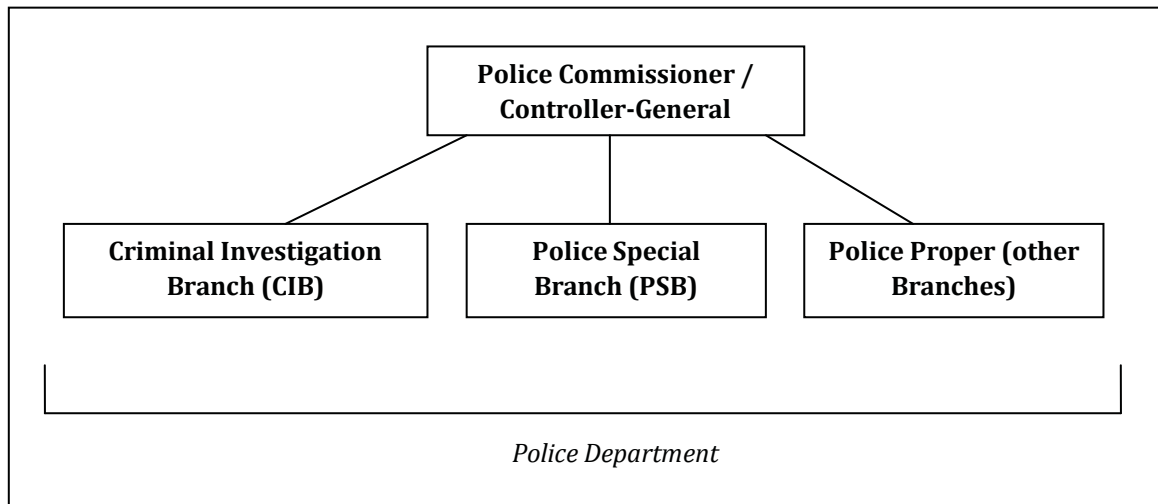 Police Commissioner /
Controller-General
Criminal Investigation
Branch (CIB)
Police Special
Branch (PSB)
Police Proper (other
Branches)
Police Department